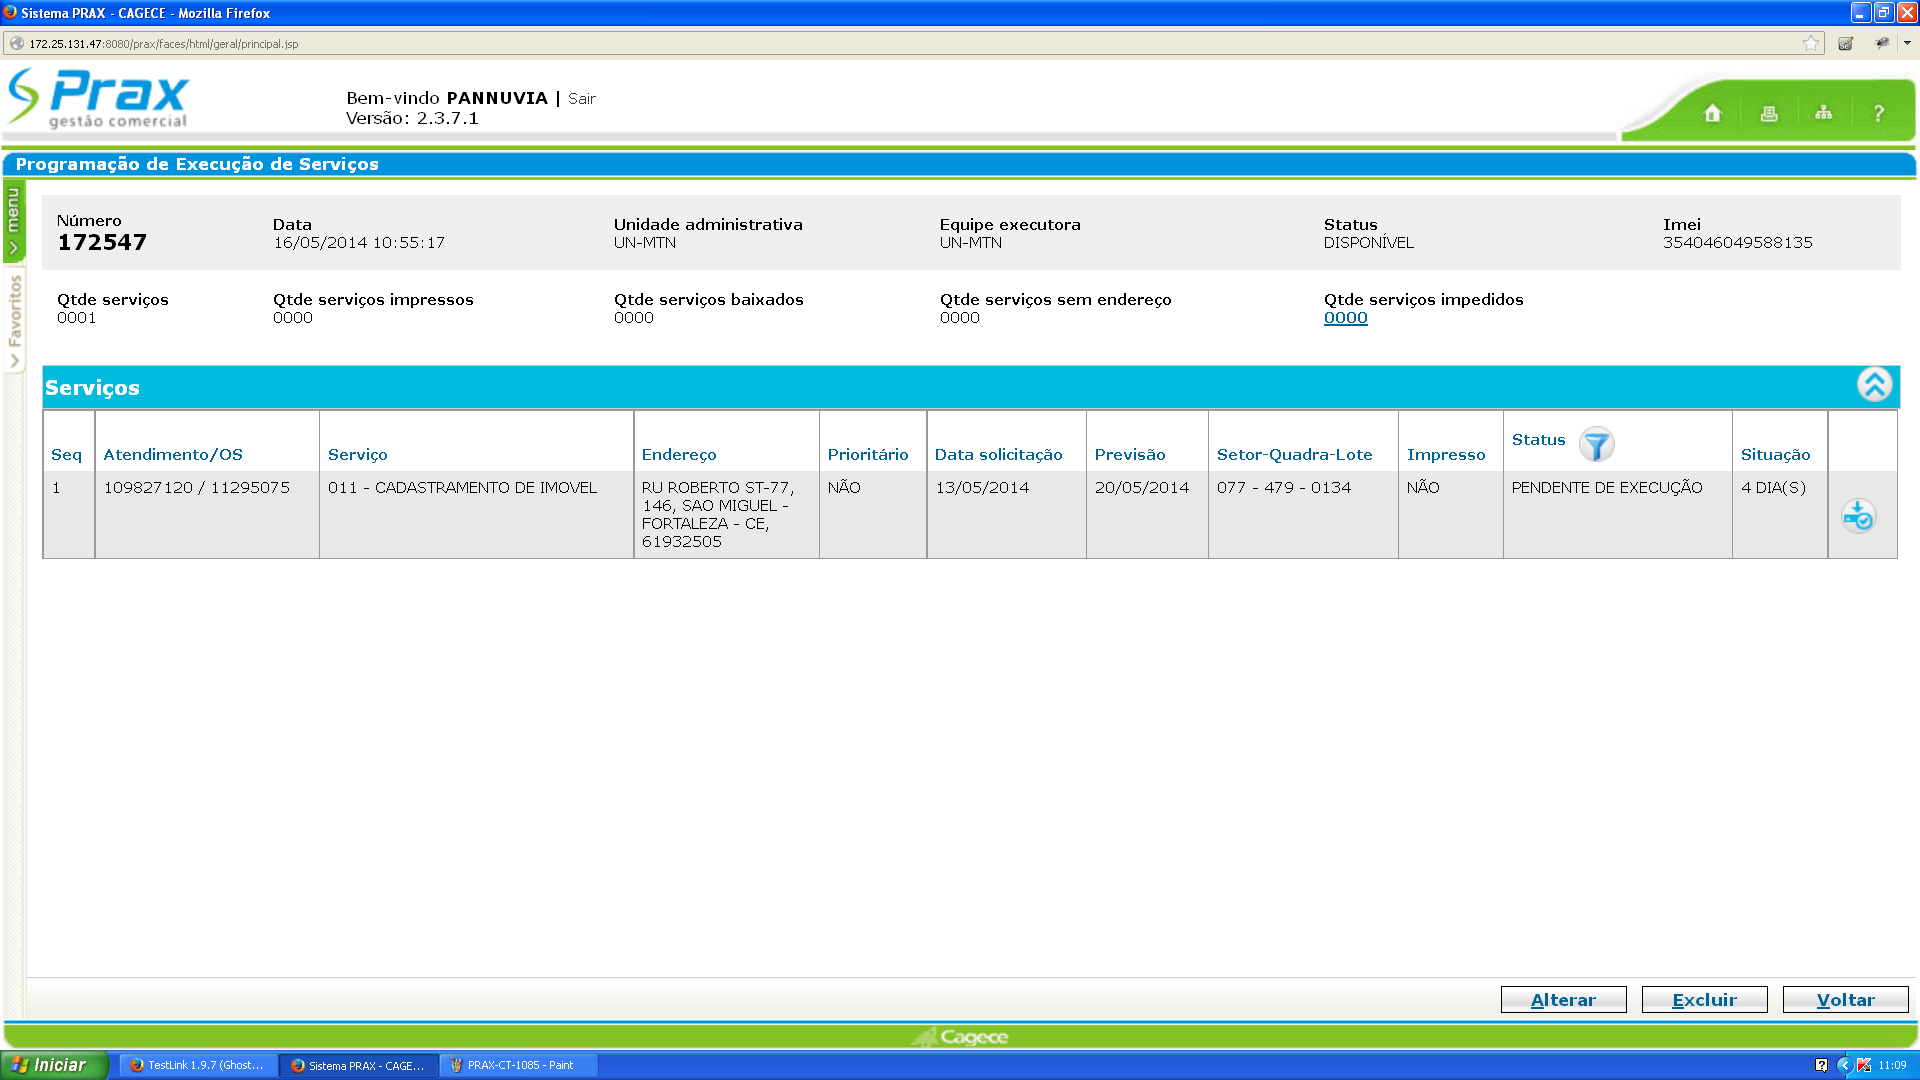 Sistema PRAX - CAGECE - Mozilla Firefox
172.25.131.47:8080/prax/faces/html/geral/principal.jsp
Prax
gestão comercial
Bem-vindo PANNUVIA | Sair
Versão: 2.3.7.1
?
Programação de Execução de Serviços
menu
Favoritos
Número Data Unidade administrativa Equipe executora Status Imei
172547 16/05/2014 10:55:17 UN-MTN UN-MTN DISPONÍVEL 354046049588135
Qtde serviços Qtde serviços impressos Qtde serviços baixados Qtde serviços sem endereço Qtde serviços impedidos
0001 0000 0000 0000 0000
Serviços
Seq Atendimento/OS Serviço Endereço Prioritário Data solicitação Previsão Setor-Quadra-Lote Impresso Status Situação
1 109827120 / 11295075 011 - CADASTRAMENTO DE IMOVEL RU ROBERTO ST-77, NÃO 13/05/2014 20/05/2014 077 - 479 - 0134 NÃO PENDENTE DE EXECUÇÃO 4 DIA(S)
146, SAO MIGUEL -
FORTALEZA - CE,
61932505
Alterar Excluir Voltar
Cagece
Iniciar TestLink 1.9.7 (Ghost... Sistema PRAX - CAGE... PRAX-CT-1085 - Paint 11:09